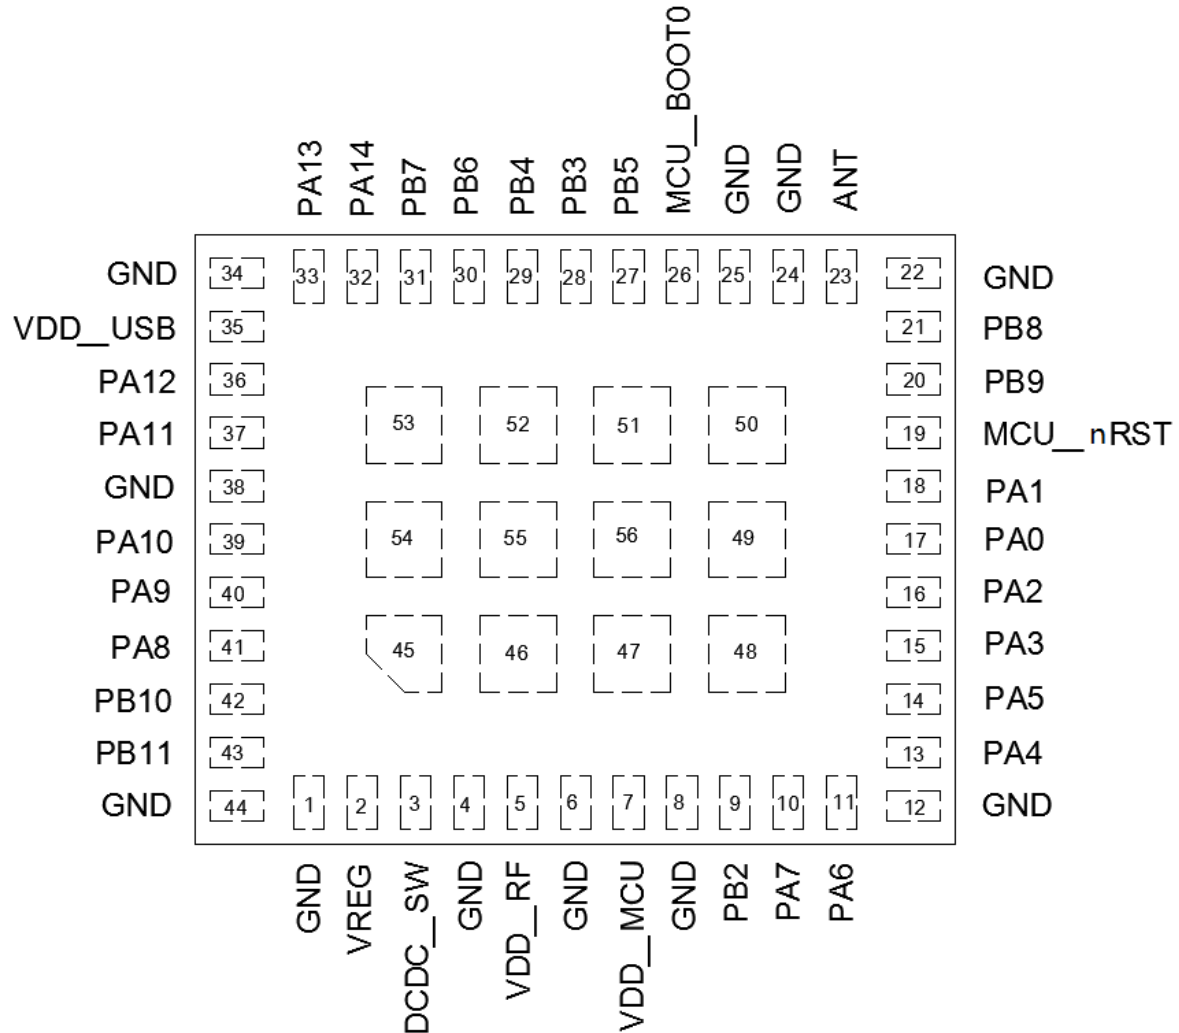 PA13 PA14 PB7 PB6 PB4 PB3 PB5 MCU__BOOT0 GND GND ANT
33 32 31 30 29 28 27 26 25 24 23
GND 34 22 GND
VDD__USB 35 21 PB8
PA12 36 20 PB9
PA11 37 19 MCU__nRST
53 52 51 50
GND 38 18 PA1
PA10 39 17 PA0
54 55 56 49
PA9 40 16 PA2
PA8 41 15 PA3
45 46 47 48
PB10 42 14 PA5
PB11 43 13 PA4
GND 44 12 GND
1 2 3 4 5 6 7 8 9 10 11
GND VREG DCDC__SW GND VDD__RF GND VDD__MCU GND PB2 PA7 PA6